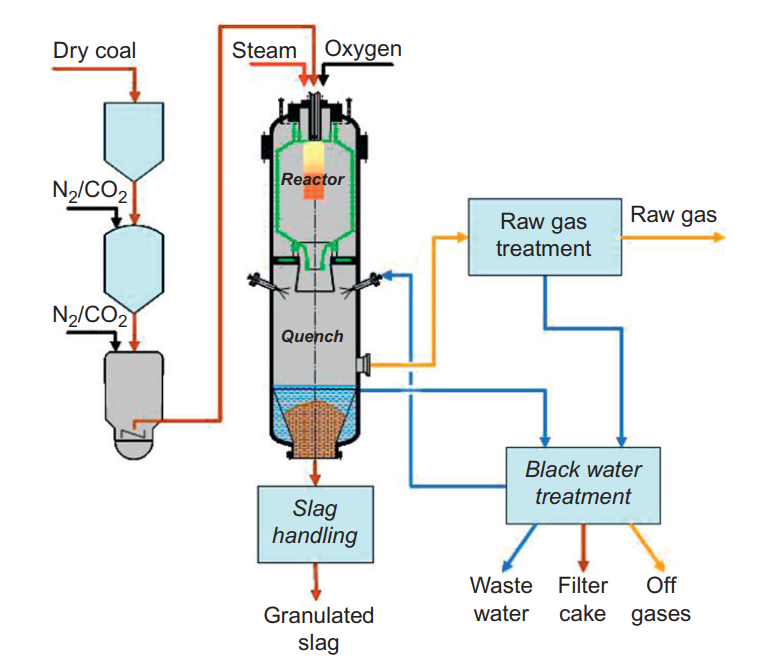 Dry coal
Steam
Oxygen
N2/CO2
Reactor
Raw gas
treatment
Raw gas
N2/CO2
Quench
Black water
treatment
Slag
handling
Waste
water
Filter
cake
Off
gases
Granulated
slag